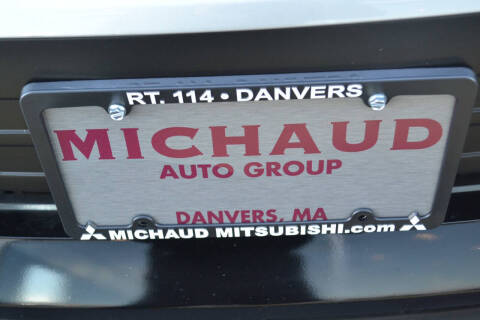 RT. 114 • DANVERS
MICHAUD
AUTO GROUP
DANVERS, MA
MICHAUD MITSUBISHI.com